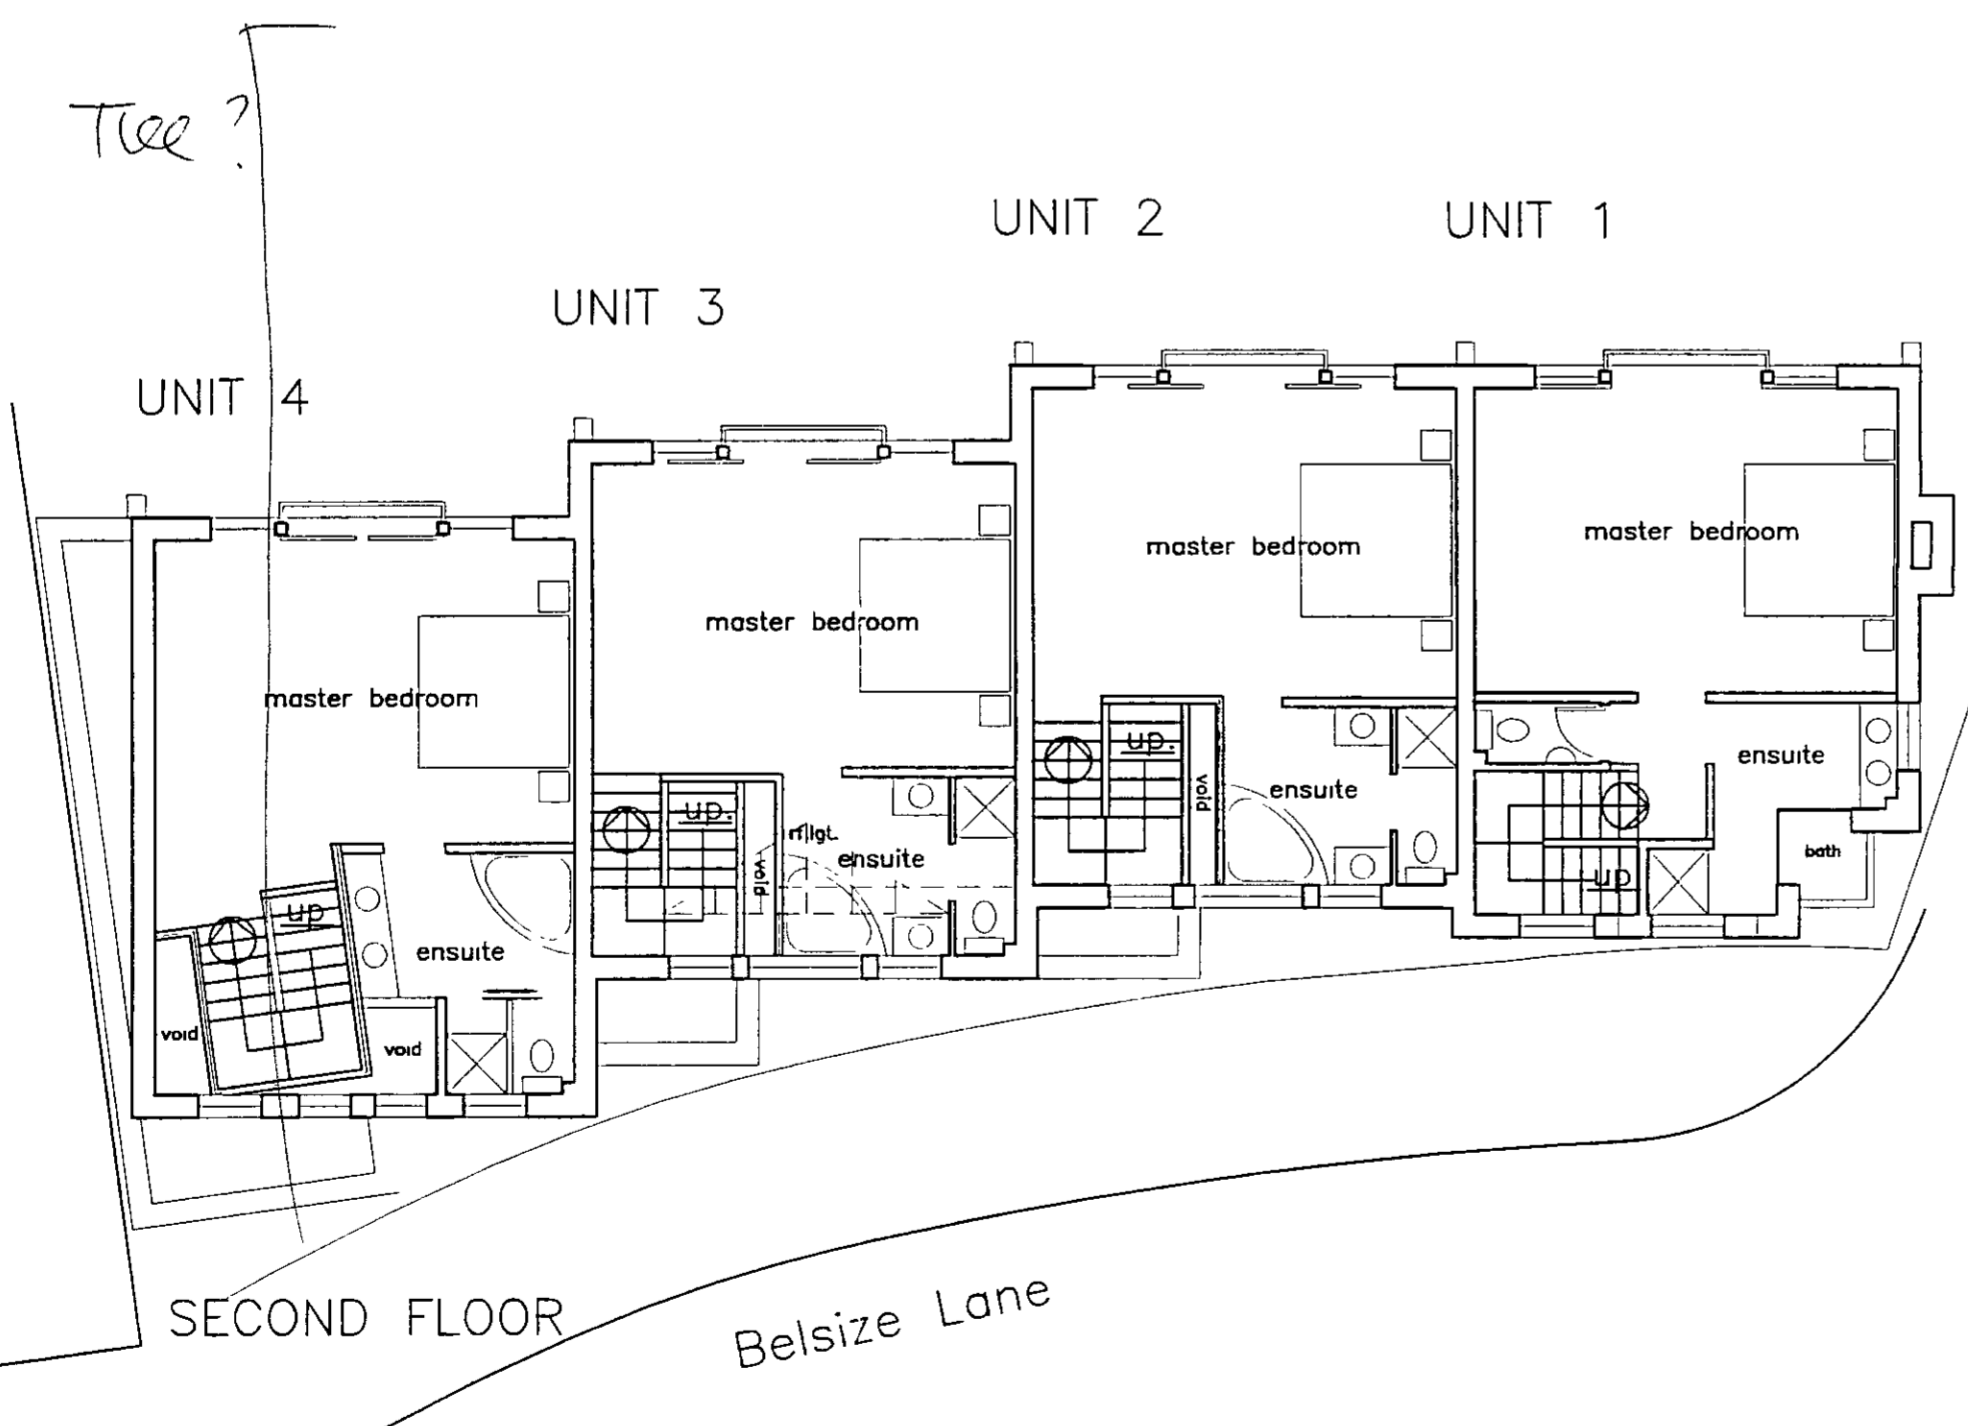 Tree ?
UNIT 2
UNIT 1
UNIT 3
UNIT 4
master bedroom
master bedroom
master bedroom
master bedroom
up.
void
ensuite
ensuite
up.
rf|lgt.
void
ensuite
bath
up
up
ensuite
void
void
SECOND FLOOR
Belsize Lane